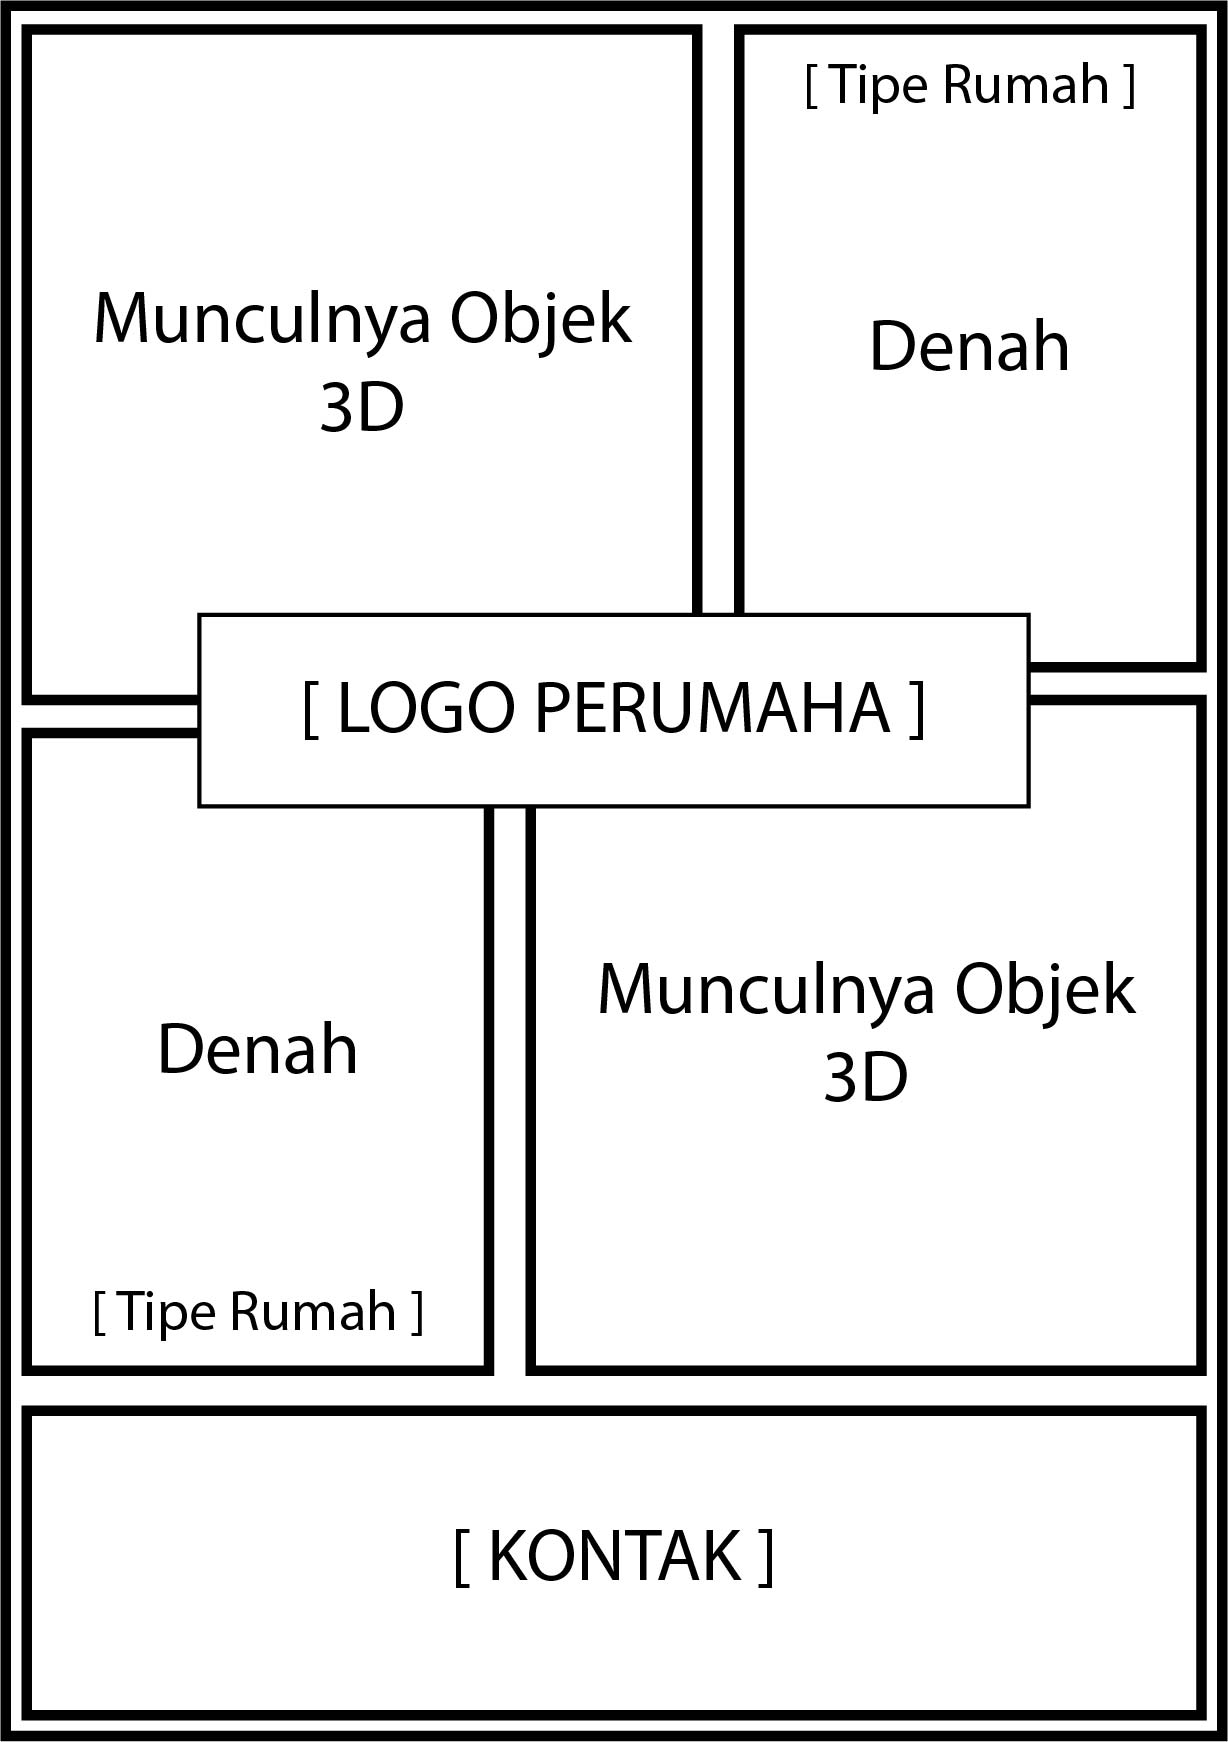 [ Tipe Rumah ]
Munculnya Objek
3D
Denah
[ LOGO PERUMAHA ]
Denah
Munculnya Objek
3D
[ Tipe Rumah ]
[ KONTAK ]